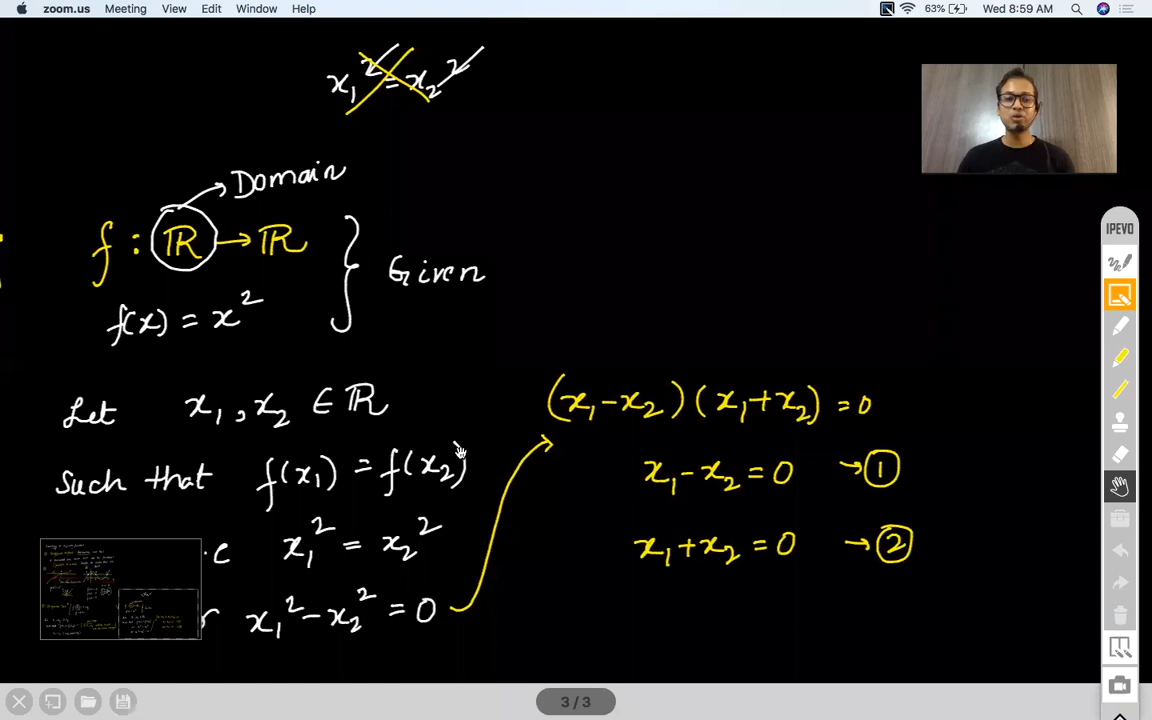 zoom.us Meeting View Edit Window Help 63% Wed 8:59 AM
x₁² = x₂²
Domain
f : ℝ → ℝ
Given
f(x) = x²
IPEVO
Let x₁, x₂ ∈ ℝ
(x₁-x₂)(x₁+x₂) = 0
Such that f(x₁) = f(x₂)
x₁-x₂ = 0 → ①
x₁² = x₂²
x₁+x₂ = 0 → ②
x₁² - x₂² = 0
3 / 3